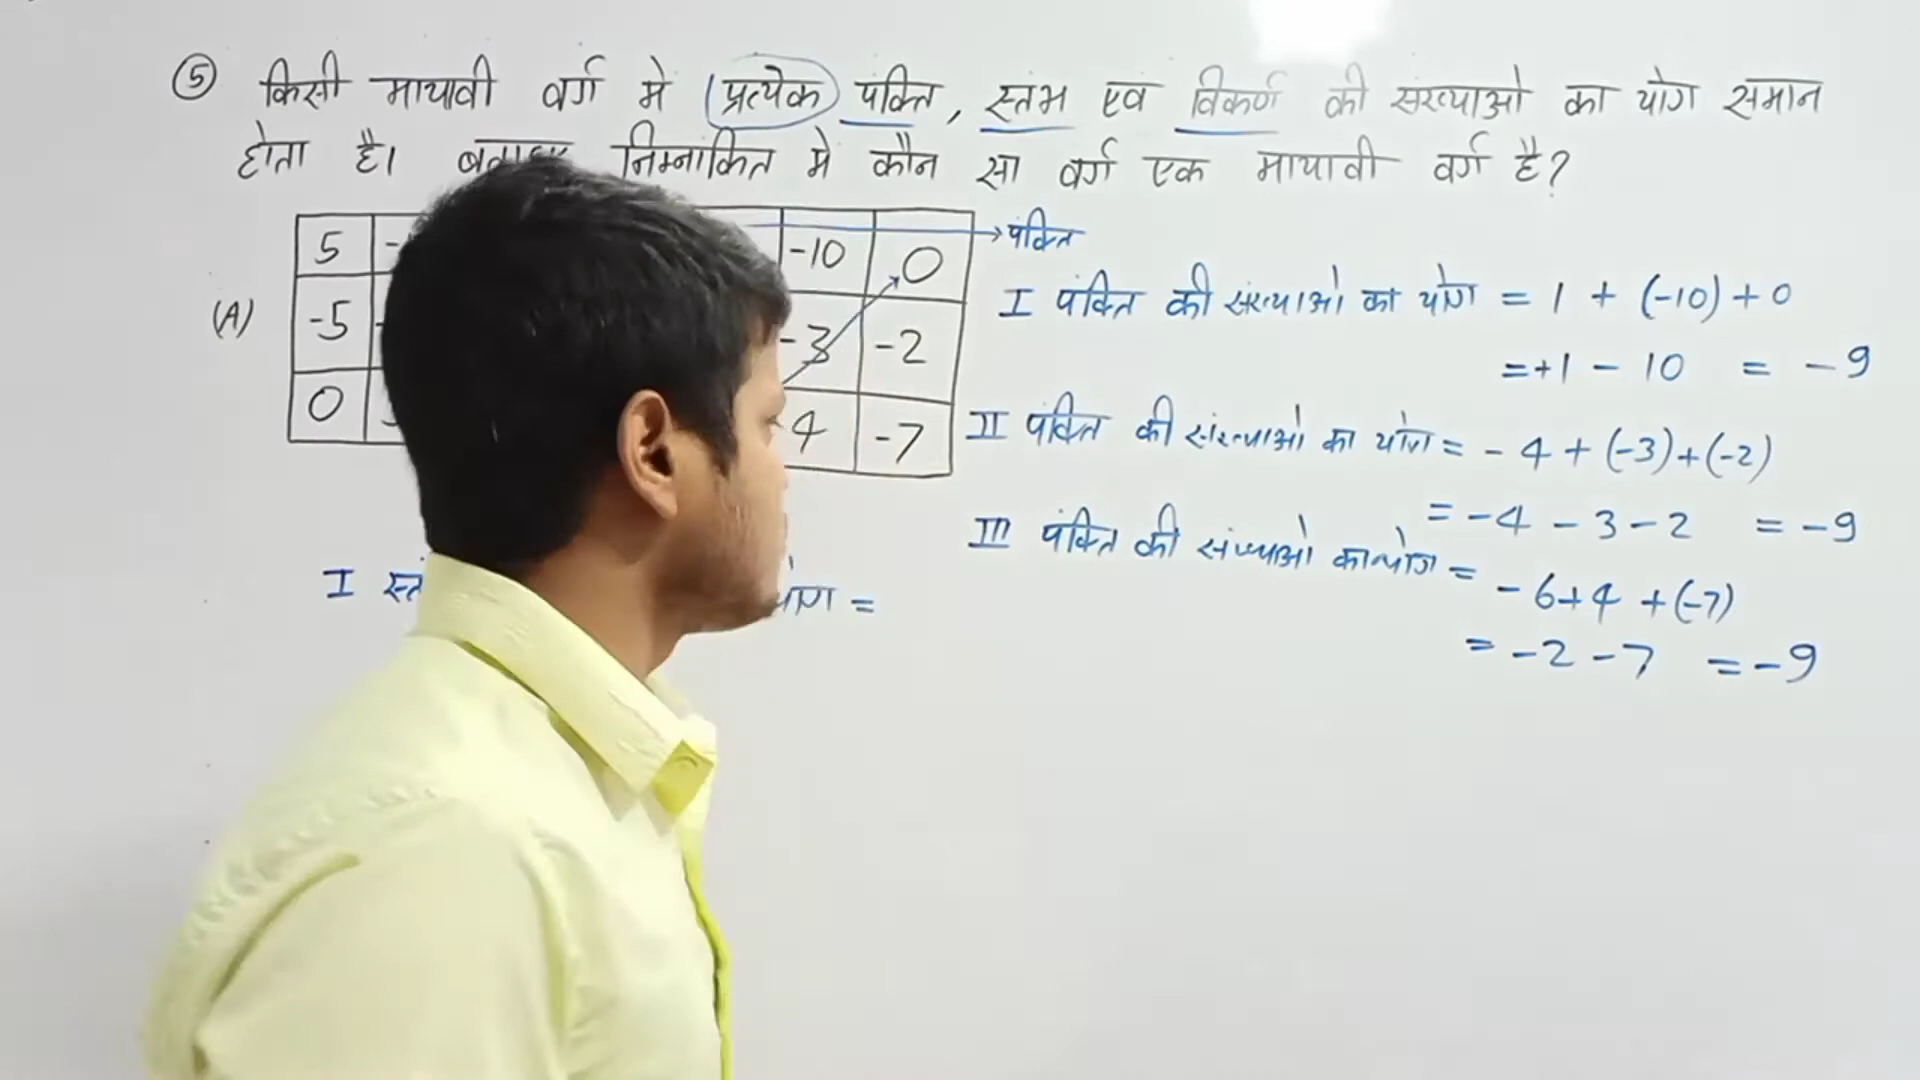 ⑤ किसी मायावी वर्ग मे (प्रत्येक) पंक्ति, स्तंभ एवं विकर्ण की संख्याओ का योग समान
होता है। निम्नांकित मे कौन सा वर्ग एक मायावी वर्ग है?
(A)
5
-5
0
-10 0
-3 -2
4 -7
→ पंक्ति
I पंक्ति की संख्याओ का योग = 1 + (-10) + 0
= +1 - 10 = -9
II पंक्ति की संख्याओ का योग = - 4 + (-3) + (-2)
= -4 - 3 - 2 = -9
III पंक्ति की संख्याओ का योग =
- 6 + 4 + (-7)
= -2 - 7 = -9
I =